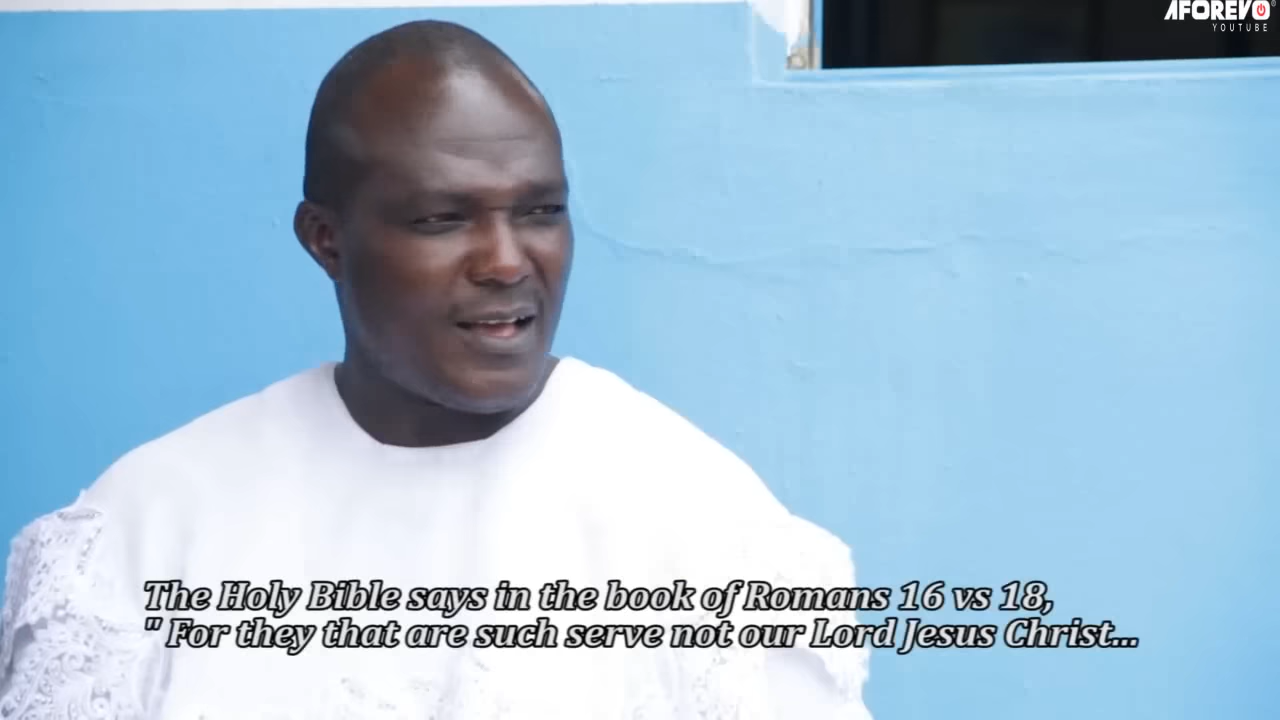 AFOREVO
YOUTUBE
The Holy Bible says in the book of Romans 16 vs 18,
" For they that are such serve not our Lord Jesus Christ...